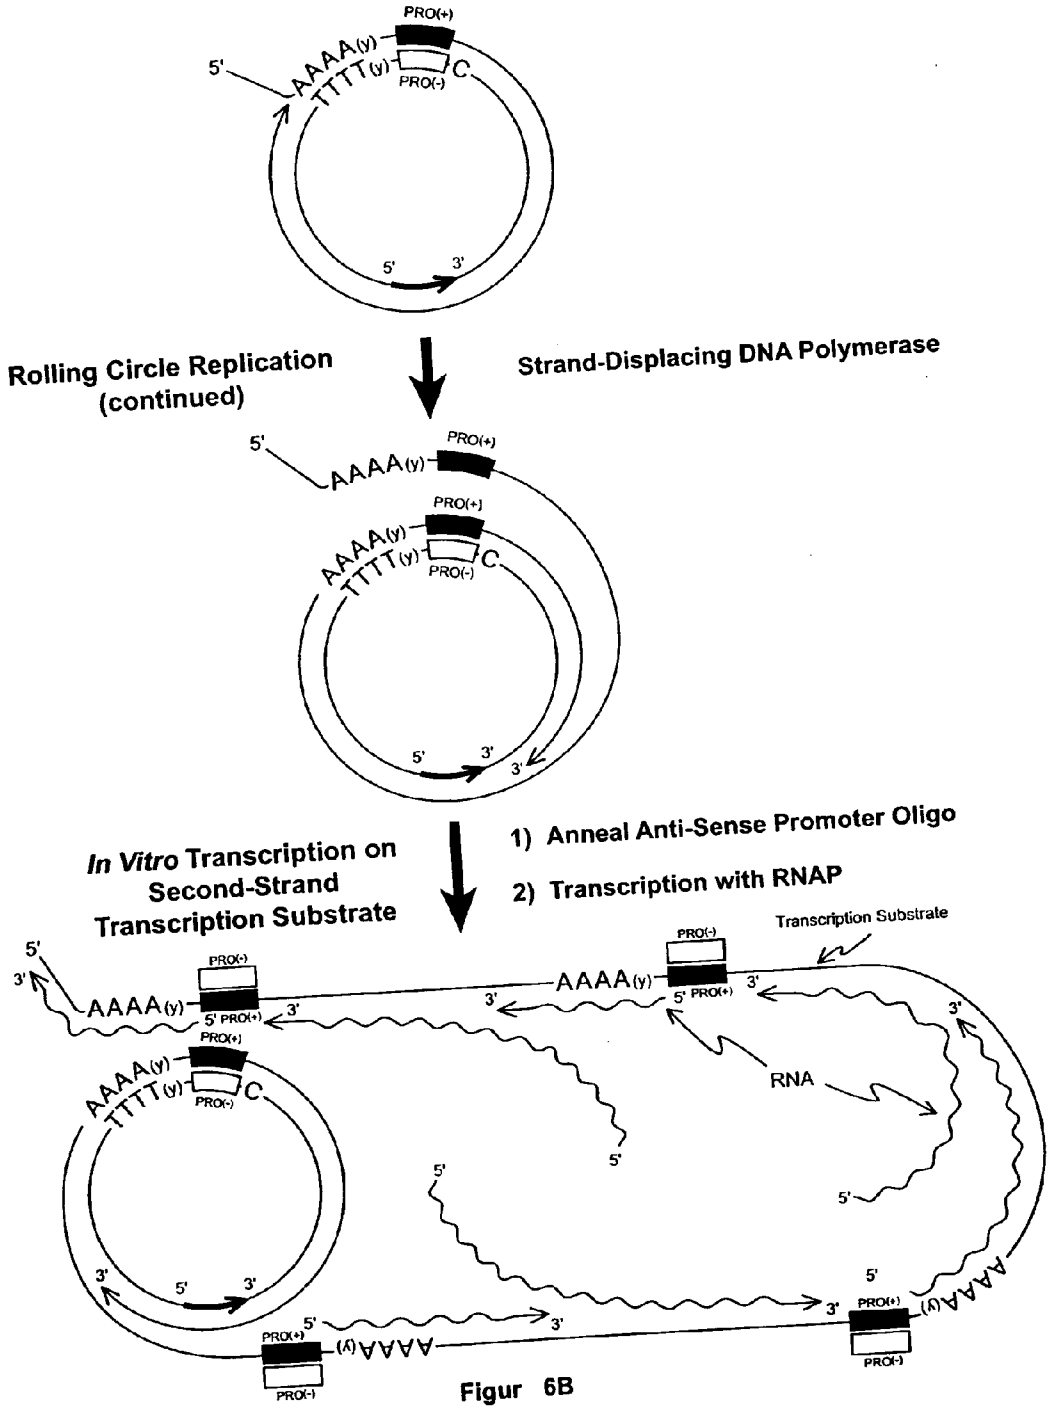 PRO(+)
5'
AAAA(y)
TTTT(y)
C
PRO(-)
5'
3'
Rolling Circle Replication
(continued)
Strand-Displacing DNA Polymerase
5'
PRO(+)
AAAA(y)
PRO(+)
AAAA(y)
TTTT(y)
C
PRO(-)
5'
3'
3'
In Vitro Transcription on
Second-Strand
Transcription Substrate
1) Anneal Anti-Sense Promoter Oligo
2) Transcription with RNAP
Transcription Substrate
5'
3'
PRO(-)
AAAA(y)
5' PRO(+)
3'
PRO(-)
AAAA(y)
5' PRO(+)
3'
3'
3'
PRO(+)
AAAA(y)
TTTT(y)
C
PRO(-)
RNA
5'
5'
5'
3'
5'
3'
5'
3'
5'
3'
PRO(+)
(y)AAAA
PRO(-)
PRO(+)
(y)AAAA
PRO(-)
Figur 6B